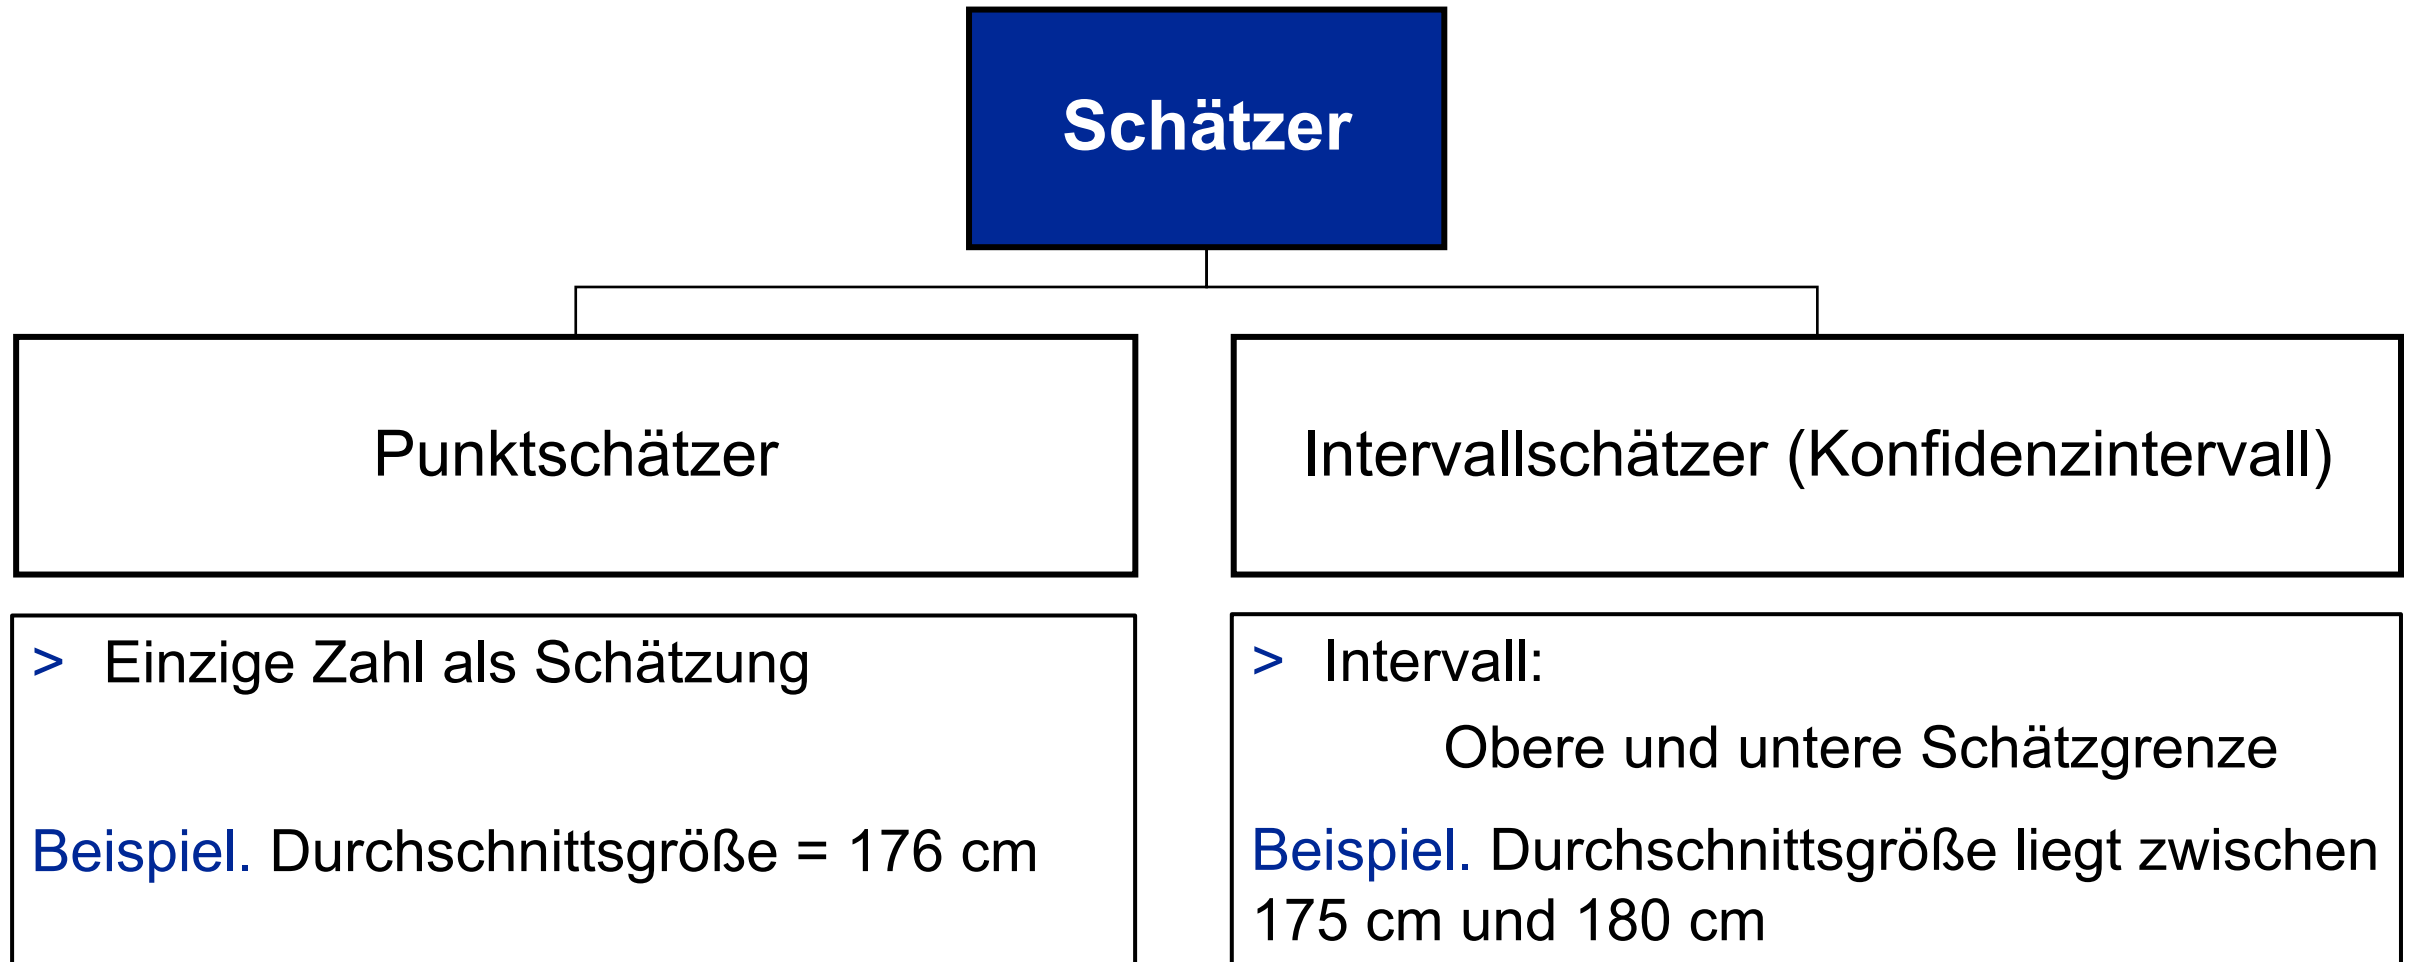 Schätzer
Punktschätzer
Intervallschätzer (Konfidenzintervall)
> Einzige Zahl als Schätzung
Beispiel. Durchschnittsgröße = 176 cm
> Intervall:
Obere und untere Schätzgrenze
Beispiel. Durchschnittsgröße liegt zwischen
175 cm und 180 cm